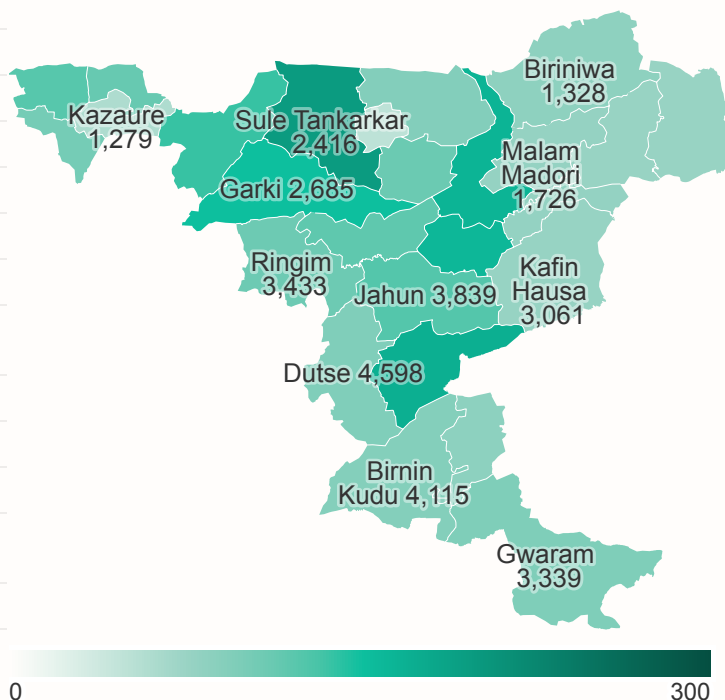 Biriniwa
1,328
Kazaure
1,279
Sule Tankarkar
2,416
Malam
Madori
1,726
Garki 2,685
Ringim
3,433
Kafin
Hausa
3,061
Jahun 3,839
Dutse 4,598
Birnin
Kudu 4,115
Gwaram
3,339
0
300